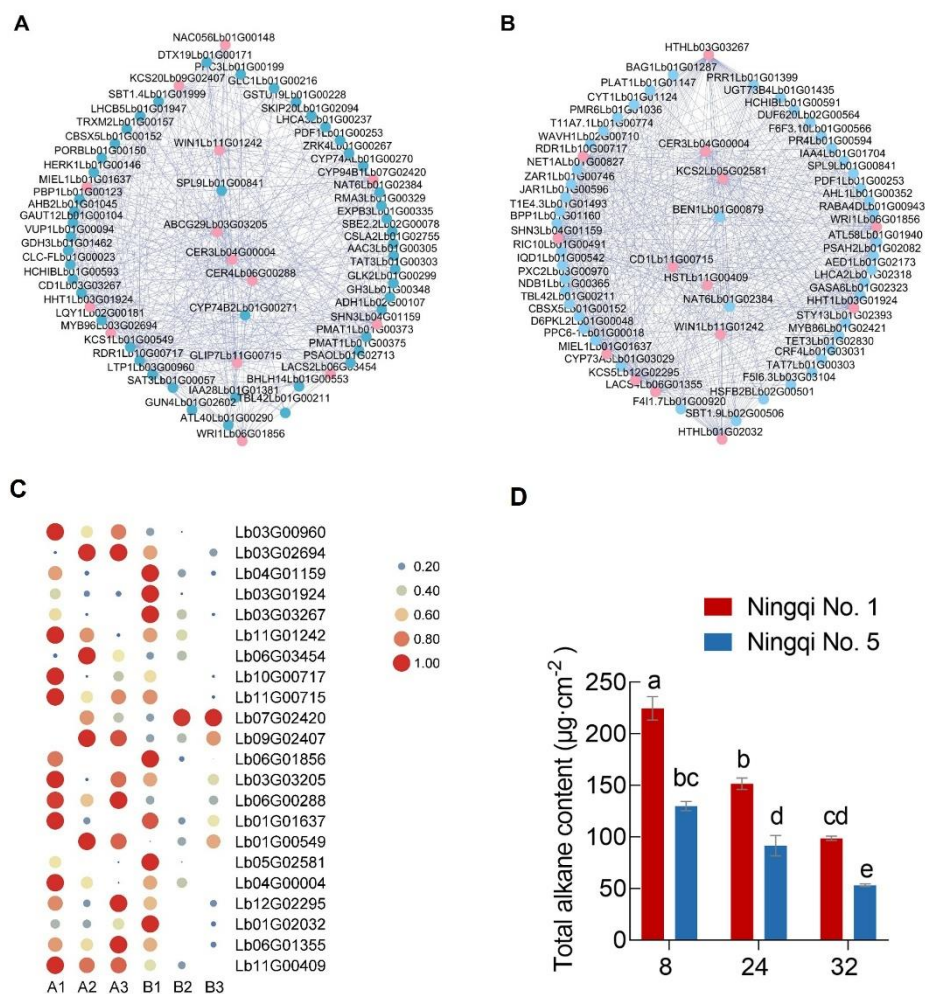 A
NAC056Lb01G00148
DTX19Lb01G00171
PPC3Lb01G00199
KCS20Lb09G02407
GLC1Lb01G00216
SBT1.4Lb01G01999
GSTU19Lb01G00228
LHCB5Lb01G01947
SKIP20Lb01G02094
TRXM2Lb01G00157
LHCA3Lb01G00237
CBSX5Lb01G00152
PDF1Lb01G00253
PORBLb01G00150
WIN1Lb11G01242
ZRK4Lb01G00267
HERK1Lb01G00146
CYP74ALb01G00270
MIEL1Lb01G01637
CYP94B1Lb07G02420
PBP1Lb01G00123
SPL9Lb01G00841
NAT6Lb01G02384
AHB2Lb01G01045
RMA3Lb01G00329
GAUT12Lb01G00104
EXPB3Lb01G00335
VUP1Lb01G00094
ABCG29Lb03G03205
SBE2.2Lb02G00078
GDH3Lb03G01462
CSLA2Lb01G02755
CLC-FLb01G00023
CER3Lb04G00004
AAC3Lb01G00305
HCHIBLb01G00593
CER4Lb06G00288
TAT3Lb01G00303
CD1Lb03G03267
GLK2Lb01G00299
HHT1Lb03G01924
CYP74B2Lb01G00271
GH3Lb01G00348
LQY1Lb02G00181
ADH1Lb02G00107
MYB96Lb03G02694
SHN3Lb04G01159
KCS1Lb01G00549
PMAT1Lb01G00373
RDR1Lb10G00717
PMAT1Lb01G00375
LTP1Lb03G00960
GLIP7Lb11G00715
PSAOLb01G02713
SAT3Lb01G00057
LACS2Lb06G03454
IAA28Lb01G01381
BHLH14Lb01G00553
GUN4Lb01G02602
TBL42Lb01G00211
ATL40Lb01G00290
WRI1Lb06G01856
B
HTHLb03G03267
BAG1Lb01G01287
PRR1Lb01G01399
PLAT1Lb01G01147
UGT73B4Lb01G01435
CYT1Lb01G01124
HCHIBLb01G00591
PMR6Lb01G01036
DUF620Lb02G00564
T11A7.1Lb01G00774
F6F3.10Lb01G00566
WAVH1Lb02G00710
CER3Lb04G00004
PR4Lb01G00594
RDR1Lb10G00717
IAA4Lb01G01704
NET1ALb01G00827
KCS2Lb05G02581
SPL9Lb01G00841
ZAR1Lb01G00746
PDF1Lb01G00253
JAR1Lb01G00596
AHL1Lb01G00352
T1E4.3Lb01G01493
BEN1Lb01G00879
RABA4DLb01G00943
BPP1Lb01G01160
WRI1Lb06G01856
SHN3Lb04G01159
ATL58Lb01G01940
RIC10Lb01G00491
PSAH2Lb01G02082
IQD1Lb01G00542
CD1Lb11G00715
AED1Lb01G02173
PXC2Lb03G00970
HSTLb11G00409
LHCA2Lb01G02318
NDB1Lb01G00365
GASA6Lb01G02323
TBL42Lb01G00211
NAT6Lb01G02384
HHT1Lb03G01924
CBSX5Lb01G00152
STY13Lb01G02393
D6PKL2Lb01G00048
WIN1Lb11G01242
MYB86Lb01G02421
PPC6-1Lb01G00018
TET3Lb01G02830
MIEL1Lb01G01637
CRF4Lb01G03031
CYP73A5Lb01G03029
TAT7Lb01G00303
KCS5Lb12G02295
F5I6.3Lb03G03104
LACS4Lb06G01355
HSFB2BLb02G00501
F4I1.7Lb01G00920
SBT1.9Lb02G00506
HTHLb01G02032
C
Lb03G00960
Lb03G02694
Lb04G01159
Lb03G01924
Lb03G03267
Lb11G01242
Lb06G03454
Lb10G00717
Lb11G00715
Lb07G02420
Lb09G02407
Lb06G01856
Lb03G03205
Lb06G00288
Lb01G01637
Lb01G00549
Lb05G02581
Lb04G00004
Lb12G02295
Lb01G02032
Lb06G01355
Lb11G00409
A1 A2 A3 B1 B2 B3
0.20
0.40
0.60
0.80
1.00
D
Ningqi No. 1
Ningqi No. 5
Total alkane content (µg·cm⁻²)
250
200
150
100
50
0
a
bc
b
d
cd
e
8 24 32